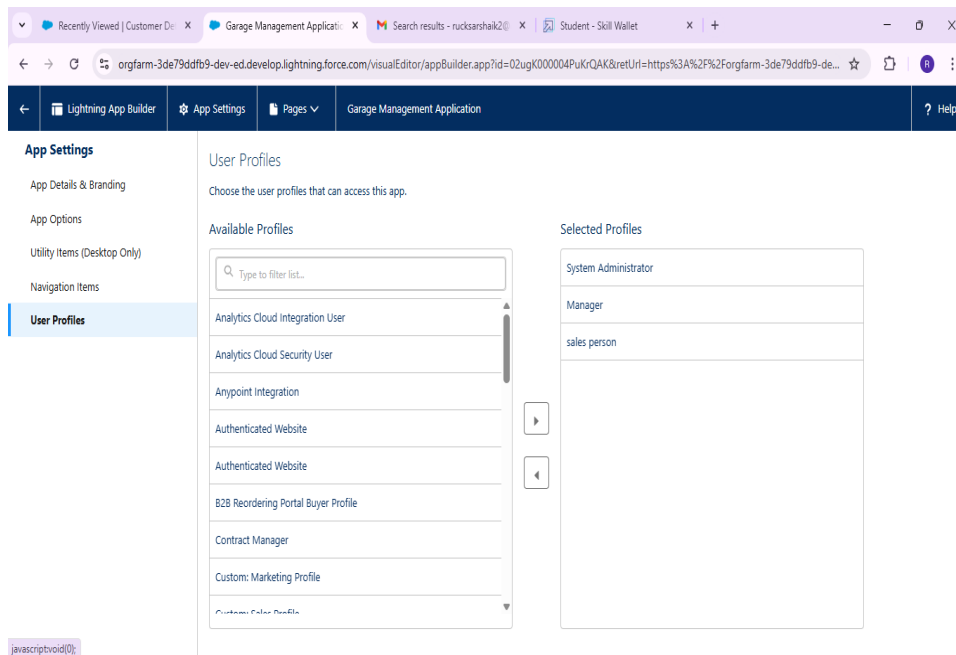 Recently Viewed | Customer De
Garage Management Applicatic
Search results - rucksarshaik2@
Student - Skill Wallet
orgfarm-3de79ddfb9-dev-ed.develop.lightning.force.com/visualEditor/appBuilder.app?id=02ugK000004PuKrQAK&retUrl=https%3A%2F%2Forgfarm-3de79ddfb9-de...
R
Lightning App Builder
App Settings
Pages
Garage Management Application
? Help
App Settings
App Details & Branding
App Options
Utility Items (Desktop Only)
Navigation Items
User Profiles
User Profiles
Choose the user profiles that can access this app.
Available Profiles
Type to filter list...
Analytics Cloud Integration User
Analytics Cloud Security User
Anypoint Integration
Authenticated Website
Authenticated Website
B2B Reordering Portal Buyer Profile
Contract Manager
Custom: Marketing Profile
Custom: Sales Profile
Selected Profiles
System Administrator
Manager
sales person
javascript:void(0);